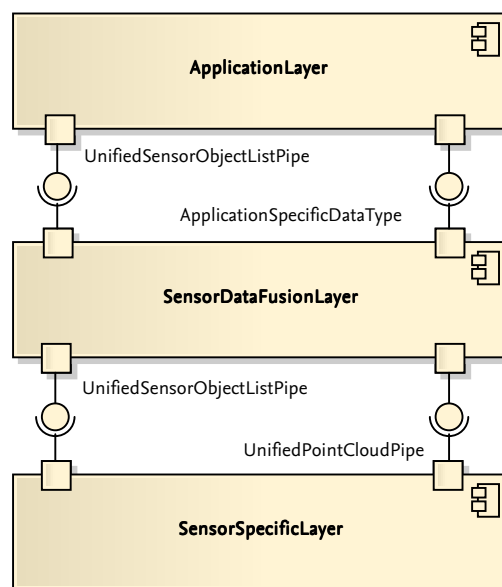 ApplicationLayer
UnifiedSensorObjectListPipe
ApplicationSpecificDataType
SensorDataFusionLayer
UnifiedSensorObjectListPipe
UnifiedPointCloudPipe
SensorSpecificLayer